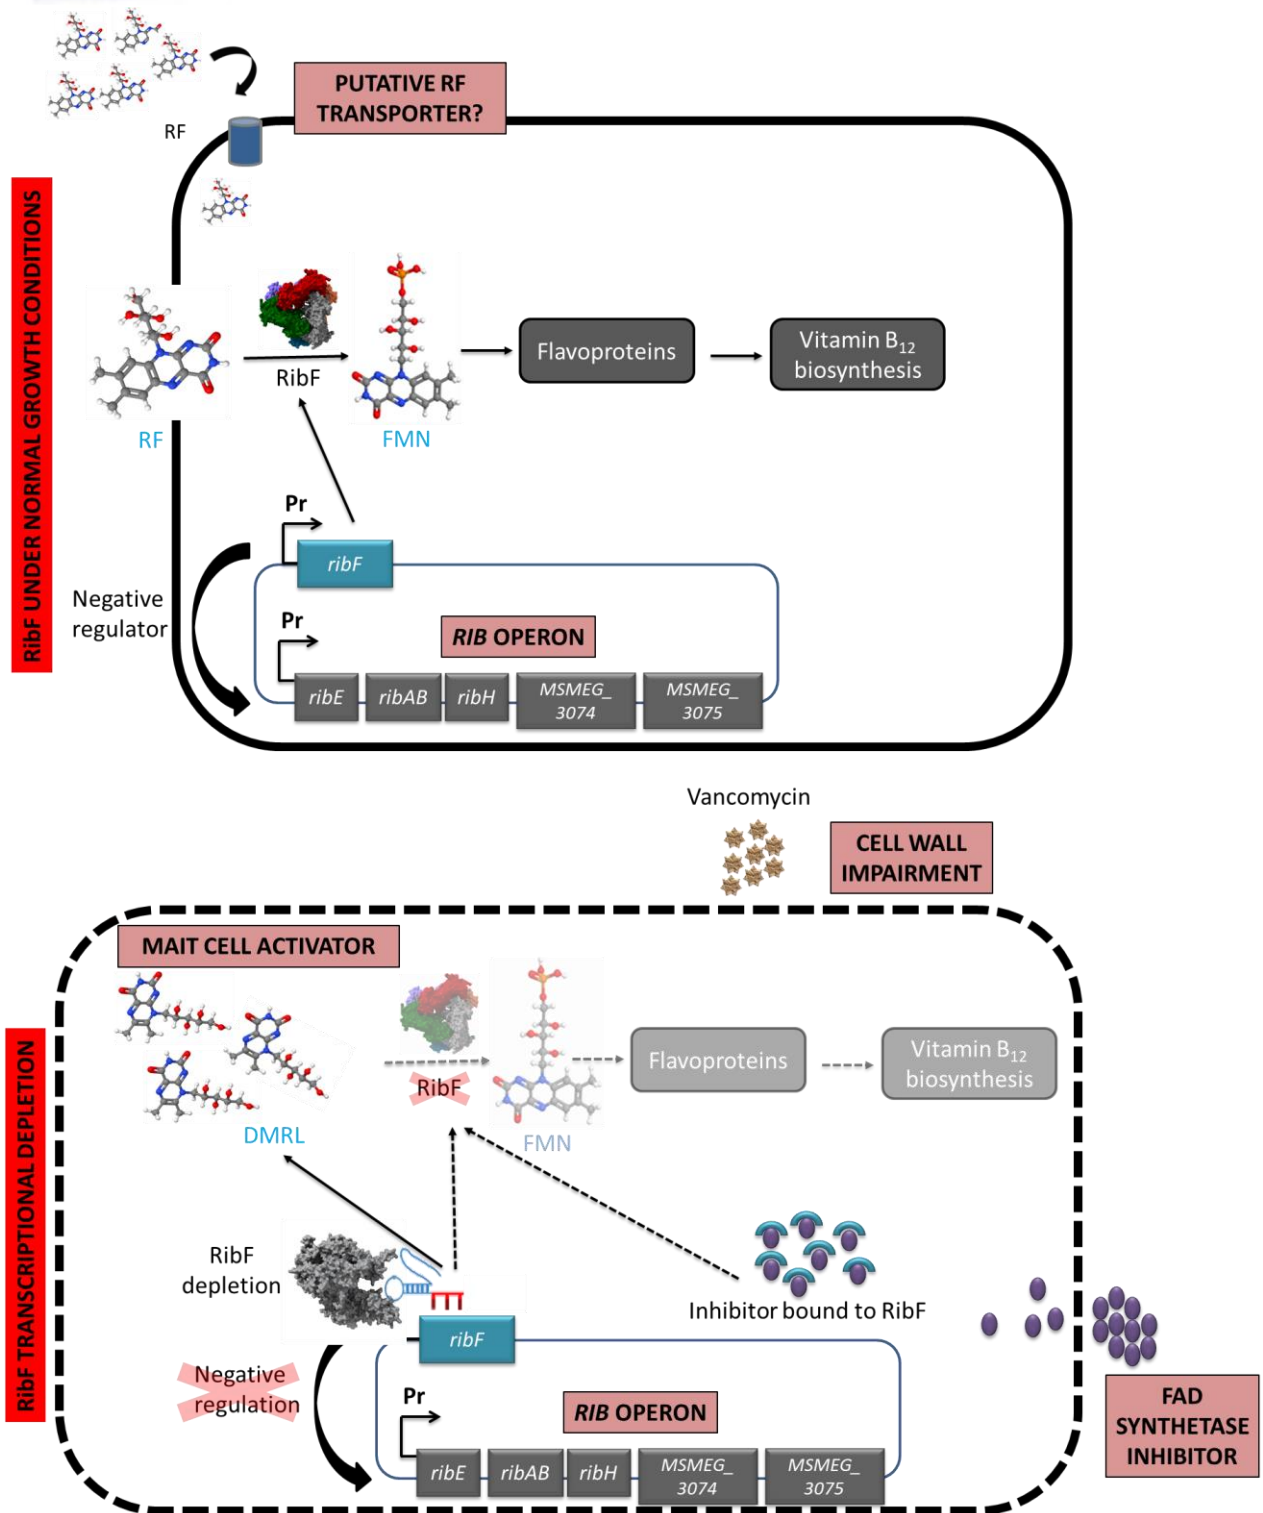 PUTATIVE RF
TRANSPORTER?
RF
RibF UNDER NORMAL GROWTH CONDITIONS
RibF
RF
FMN
Flavoproteins
Vitamin B12
biosynthesis
Pr
ribF
Negative
regulator
Pr
RIB OPERON
ribE
ribAB
ribH
MSMEG_
3074
MSMEG_
3075
Vancomycin
CELL WALL
IMPAIRMENT
RibF TRANSCRIPTIONAL DEPLETION
MAIT CELL ACTIVATOR
DMRL
RibF
FMN
Flavoproteins
Vitamin B12
biosynthesis
RibF
depletion
Inhibitor bound to RibF
ribF
Negative
regulation
Pr
RIB OPERON
ribE
ribAB
ribH
MSMEG_
3074
MSMEG_
3075
FAD
SYNTHETASE
INHIBITOR